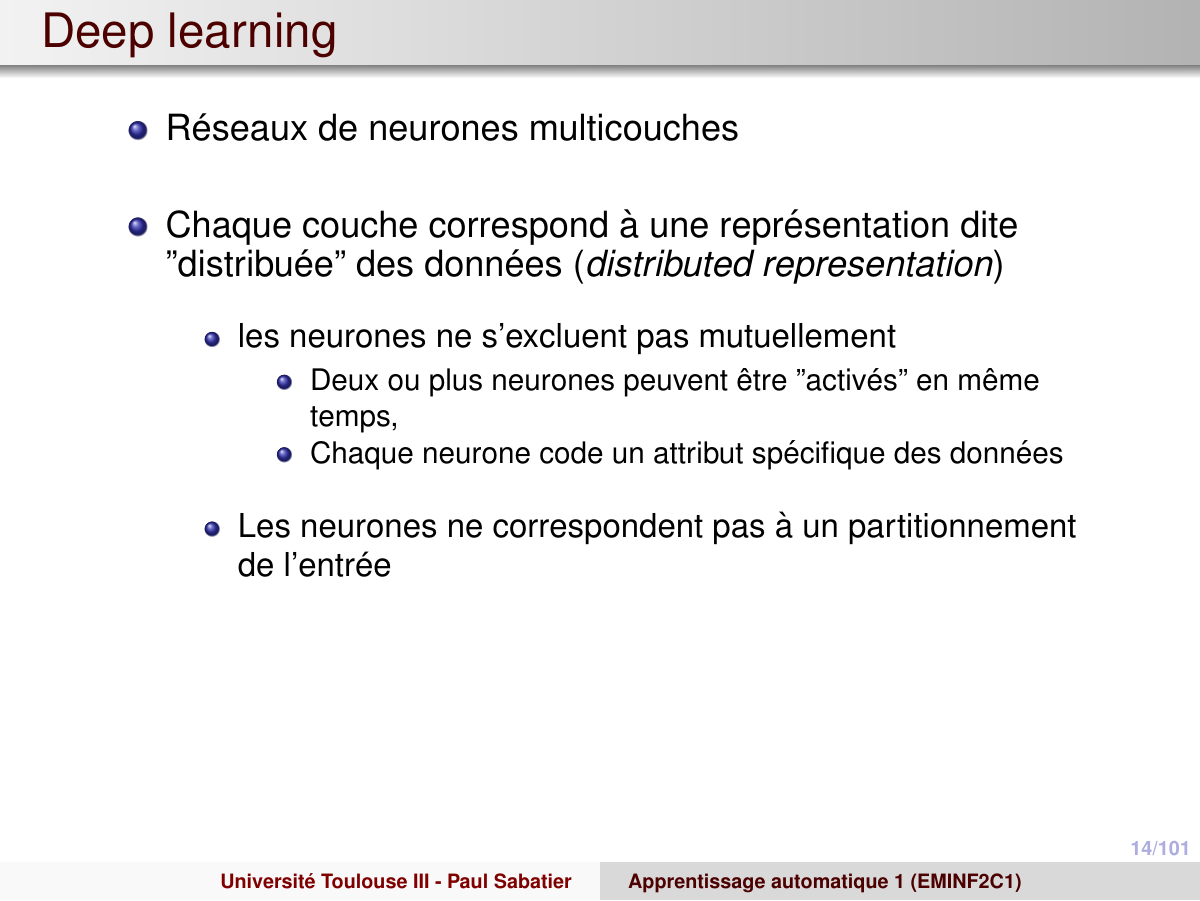 Deep learning
Réseaux de neurones multicouches
Chaque couche correspond à une représentation dite
”distribuée” des données (distributed representation)
les neurones ne s’excluent pas mutuellement
Deux ou plus neurones peuvent être ”activés” en même
temps,
Chaque neurone code un attribut spécifique des données
Les neurones ne correspondent pas à un partitionnement
de l’entrée
14/101
Université Toulouse III - Paul Sabatier
Apprentissage automatique 1 (EMINF2C1)